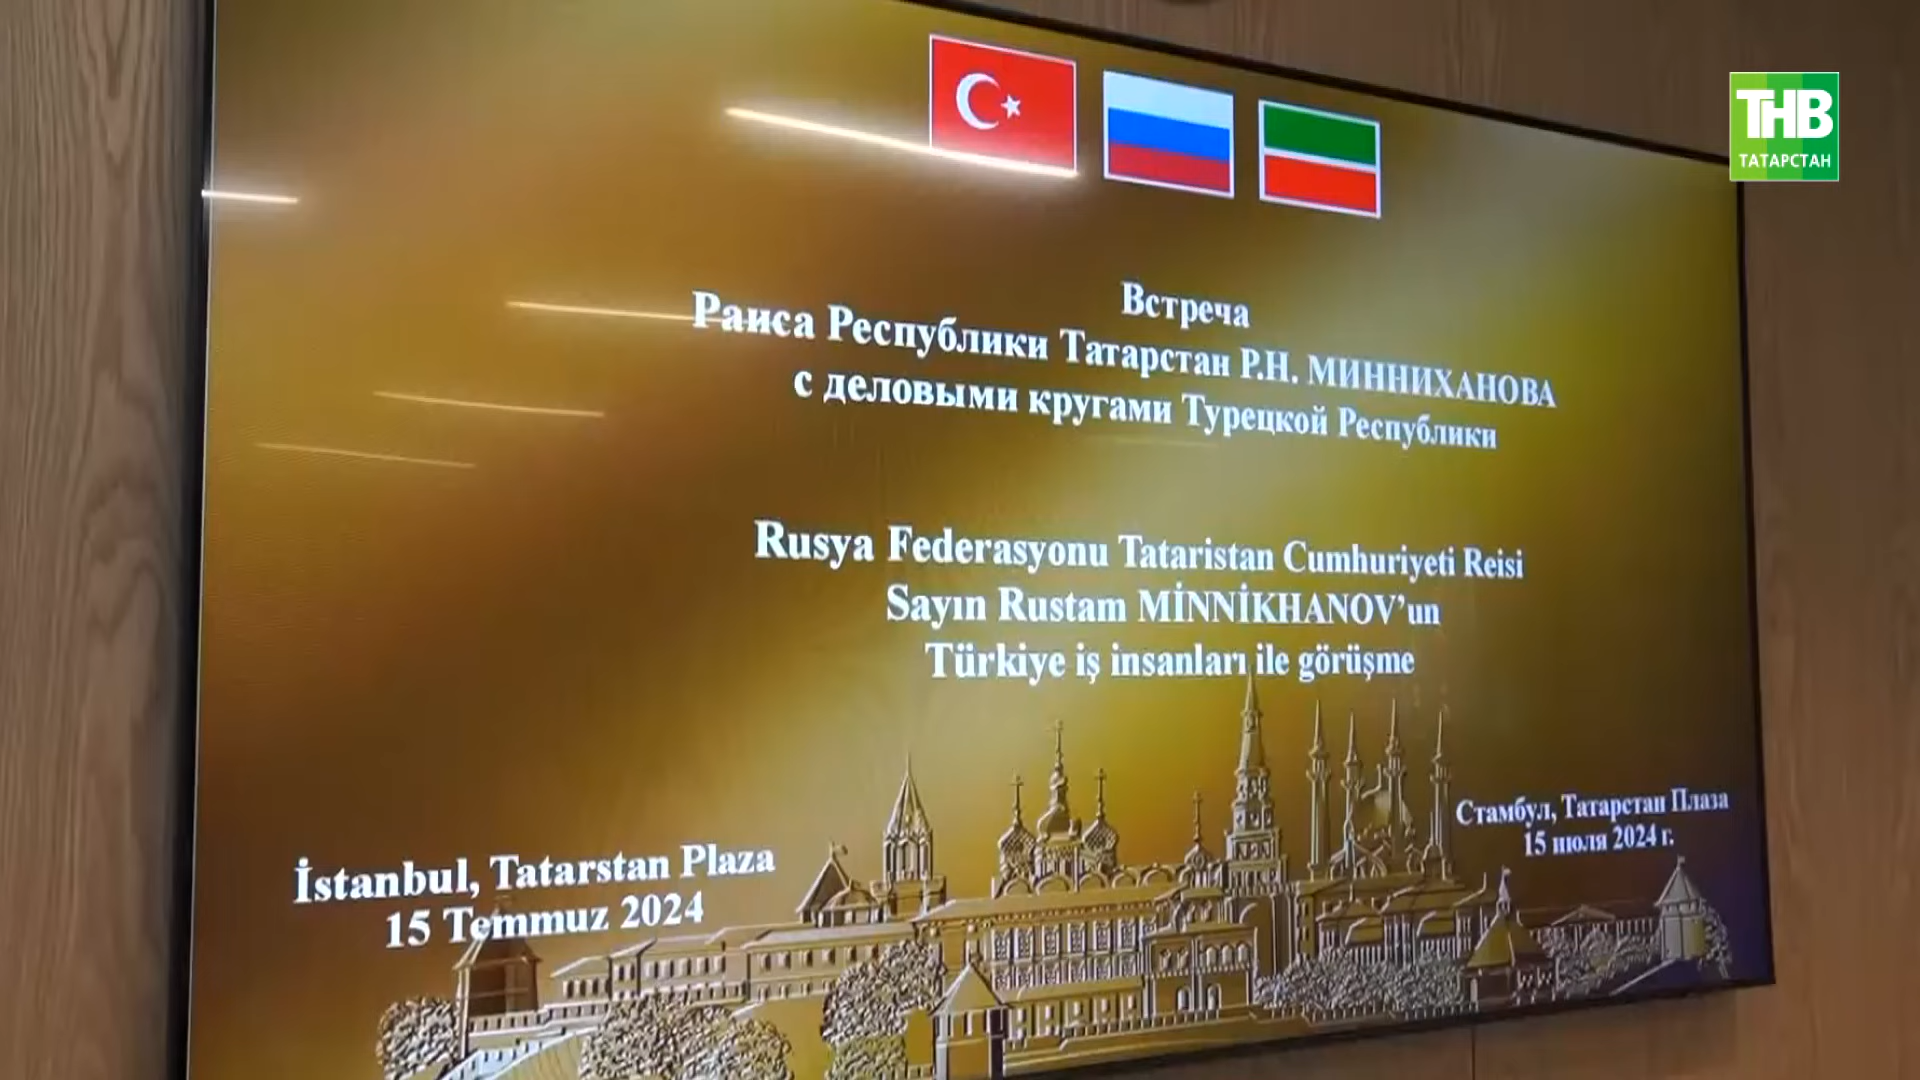 ТНВ
ТАТАРСТАН
Встреча
Раиса Республики Татарстан Р.Н. МИННИХАНОВА
с деловыми кругами Турецкой Республики
Rusya Federasyonu Tataristan Cumhuriyeti Reisi
Sayın Rustam MİNNİKHANOV’un
Türkiye iş insanları ile görüşme
İstanbul, Tatarstan Plaza
15 Temmuz 2024
Стамбул, Татарстан Плаза
15 июля 2024 г.